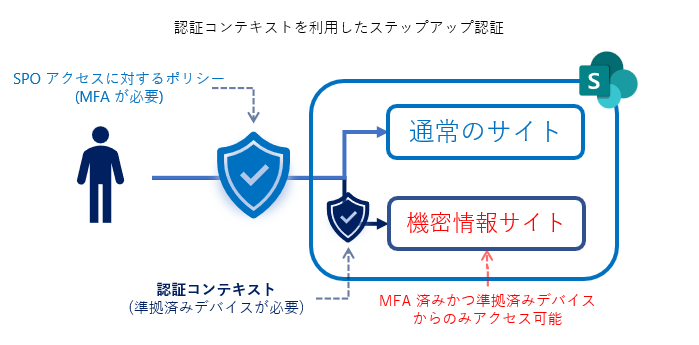 認証コンテキストを利用したステップアップ認証
SPO アクセスに対するポリシー
(MFA が必要)
S
通常のサイト
機密情報サイト
認証コンテキスト
(準拠済みデバイスが必要)
MFA 済みかつ準拠済みデバイス
からのみアクセス可能